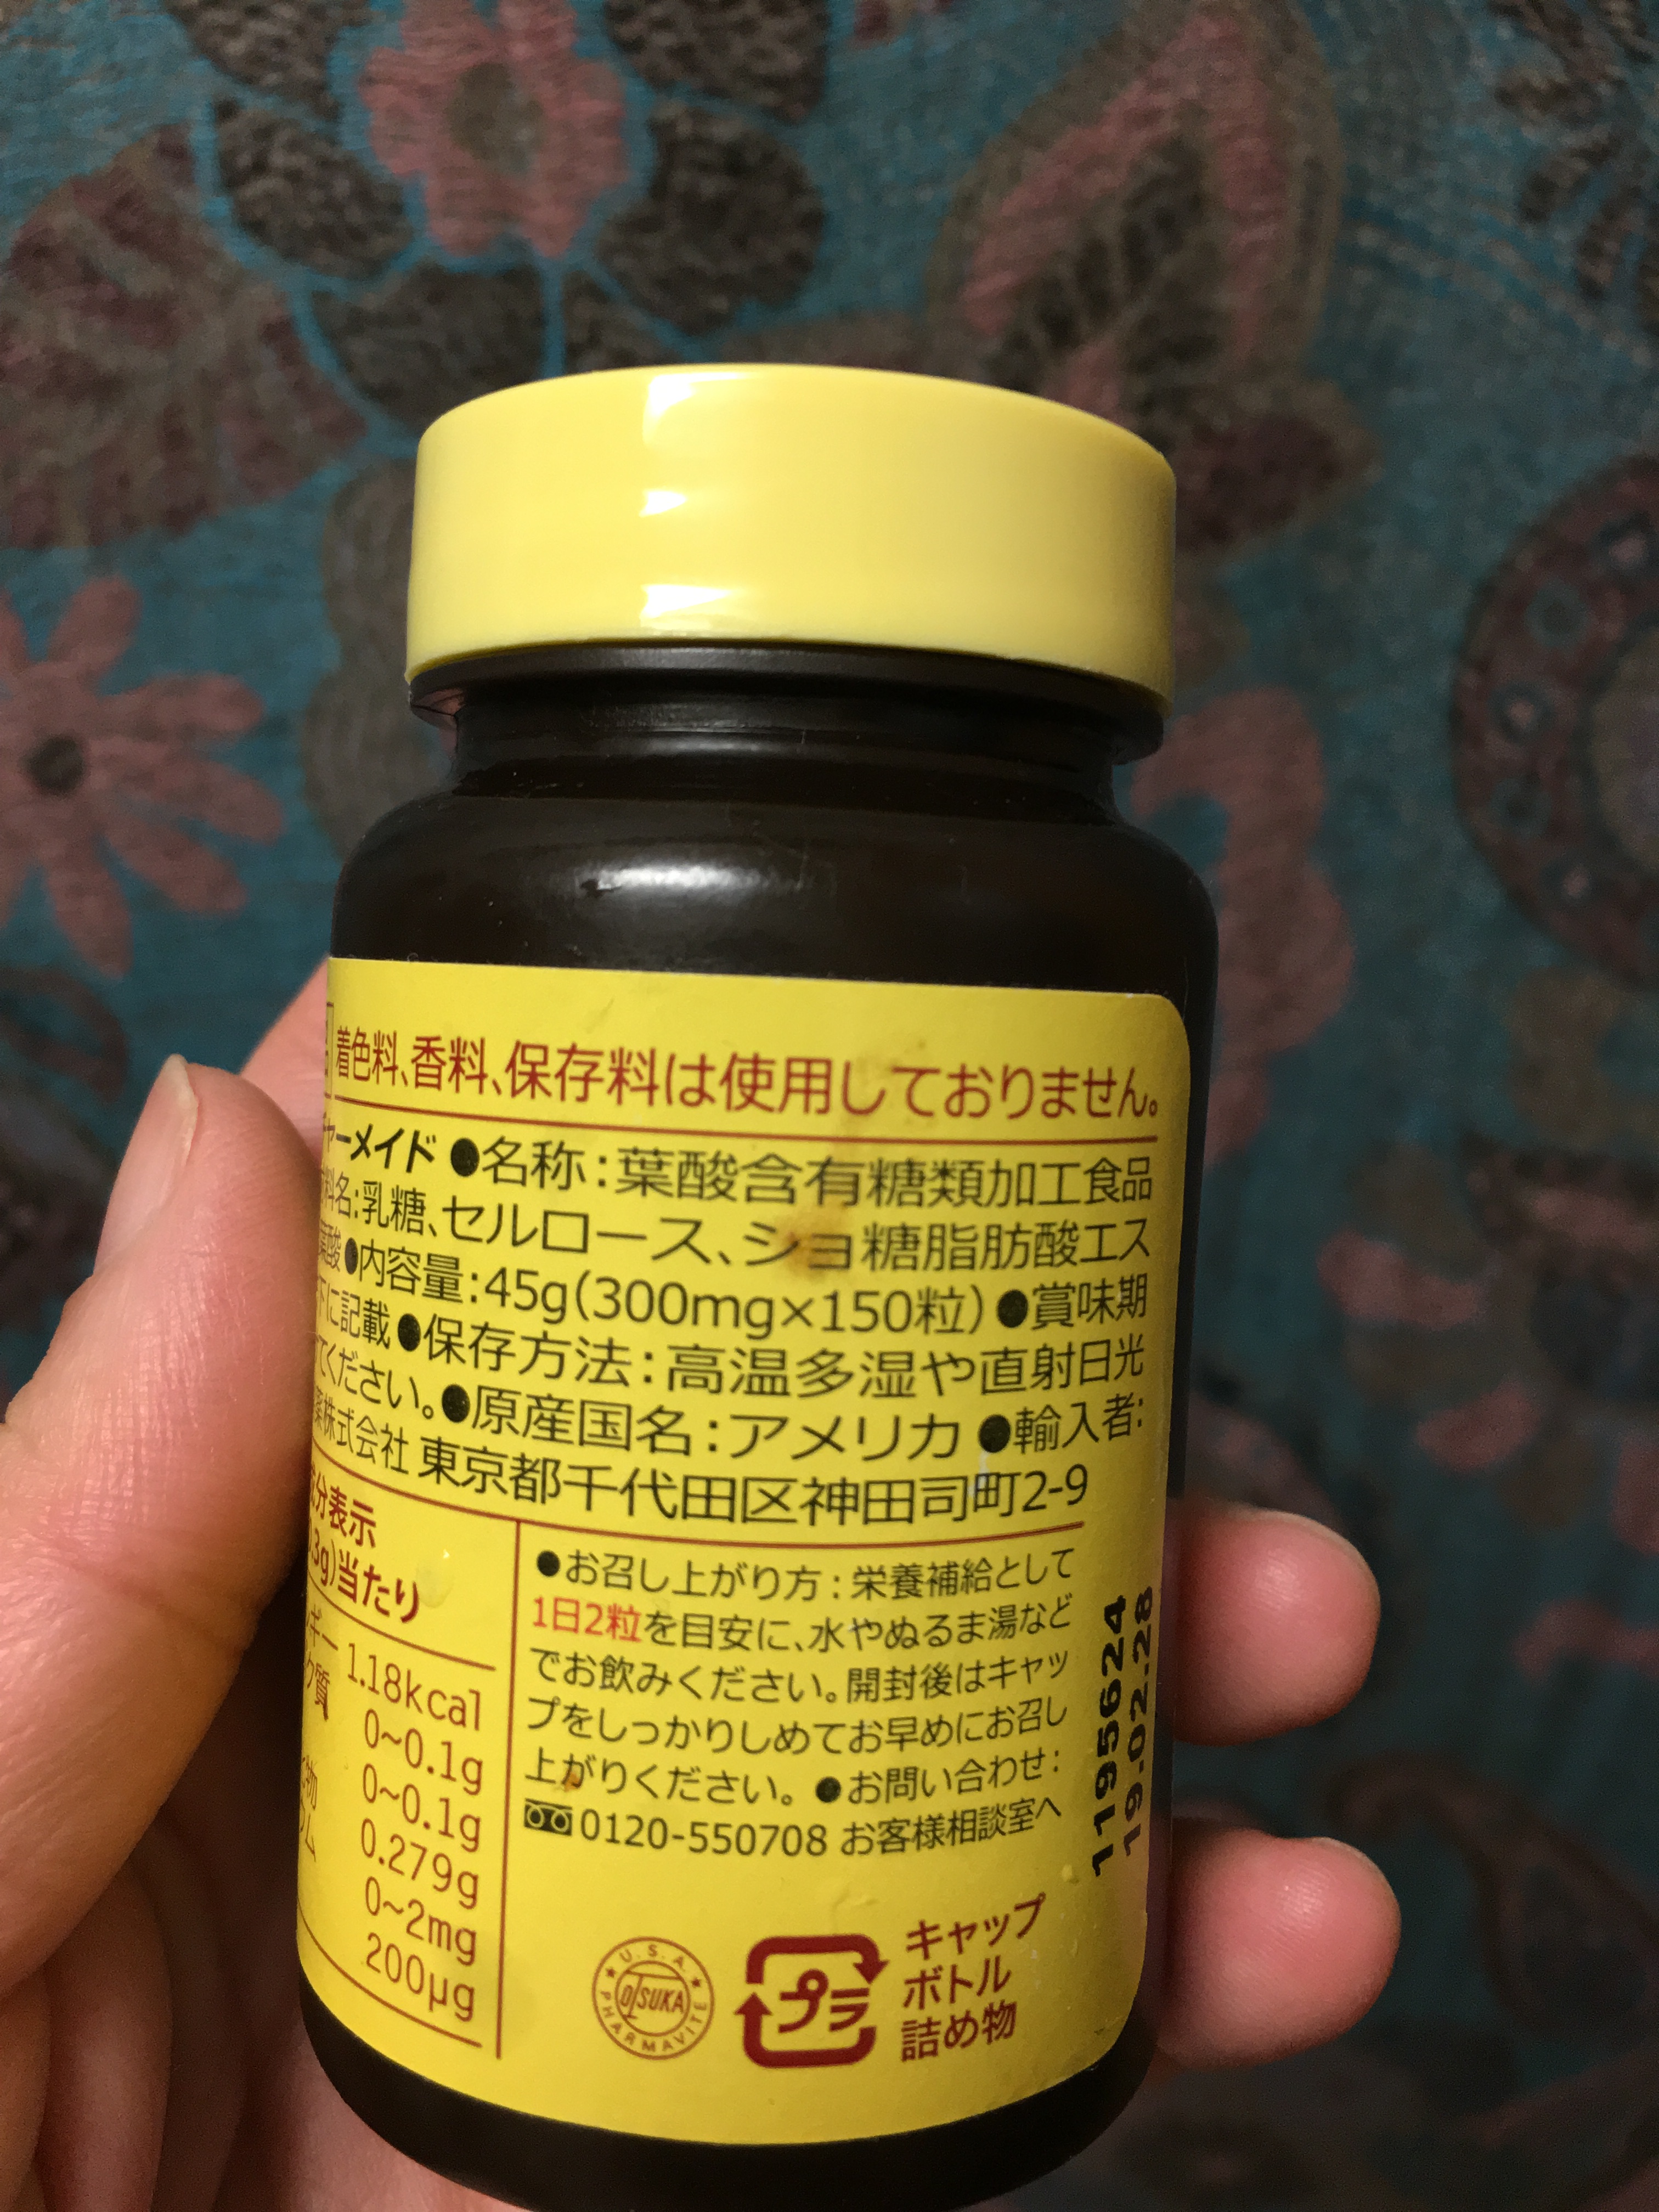 着色料、香料、保存料は使用しておりません。
ャーメイド ●名称:葉酸含有糖類加工食品
料名:乳糖、セルロース、ショ糖脂肪酸エス
葉酸 ●内容量:45g(300mg×150粒) ●賞味期
下に記載 ●保存方法:高温多湿や直射日光
てください。●原産国名:アメリカ ●輸入者:
薬株式会社 東京都千代田区神田司町2-9
成分表示
.3g)当たり
ギー 1.18kcal
ク質 0~0.1g
0~0.1g
物 0.279g
ム 0~2mg
200μg
●お召し上がり方:栄養補給として
1日2粒を目安に、水やぬるま湯など
でお飲みください。開封後はキャッ
プをしっかりしめてお早めにお召し
上がりください。●お問い合わせ:
0120-550708 お客様相談室へ
1195624
19.02.28
U.S.A.
OTSUKA
PHARMAVITE
プラ
キャップ
ボトル
詰め物